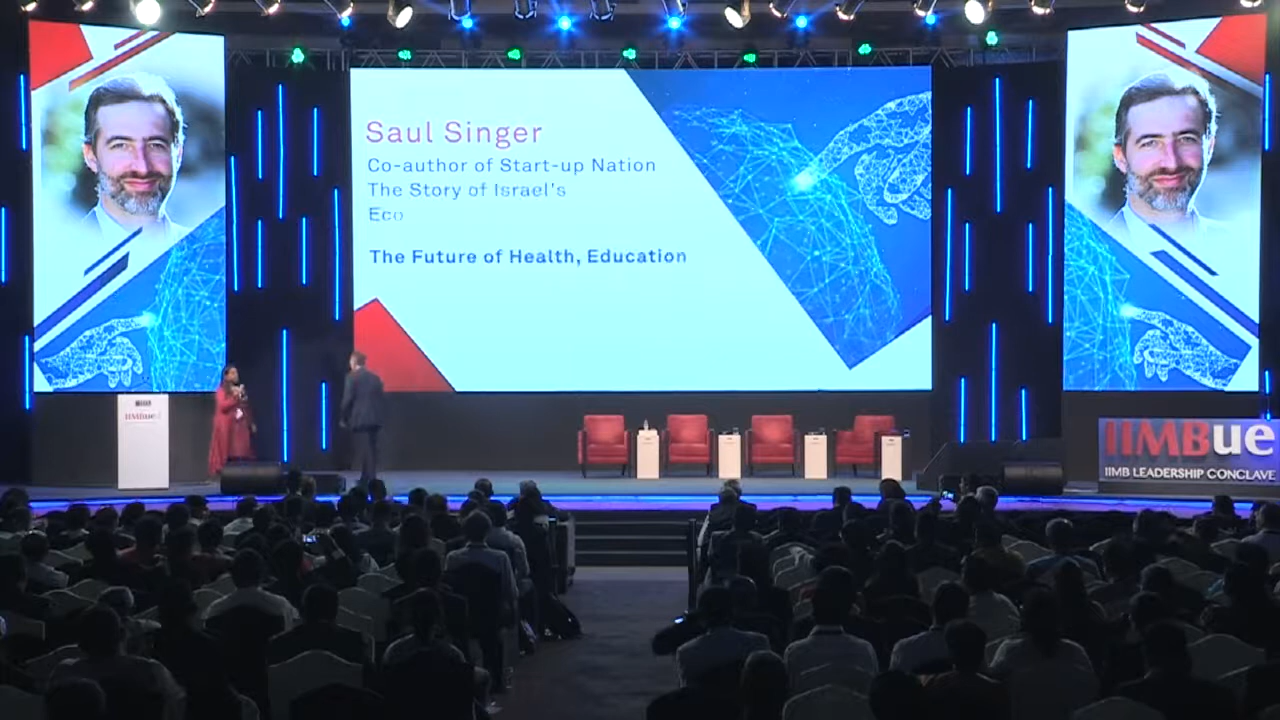 Saul Singer
Co-author of Start-up Nation
The Story of Israel's
Eco
The Future of Health, Education
IIMBue
IIMBue
IIMB LEADERSHIP CONCLAVE